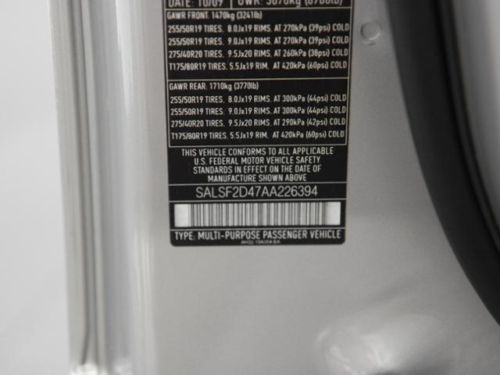 DATE: 10/09 GWR: 3070kg (6768lb)
GAWR FRONT: 1470kg (3241lb)
255/50R19 TIRES. 8.0Jx19 RIMS. AT 270kPa (39psi) COLD
255/50R19 TIRES. 9.0Jx19 RIMS. AT 270kPa (39psi) COLD
275/40R20 TIRES. 9.5Jx20 RIMS. AT 260kPa (38psi) COLD
T175/80R19 TIRES. 5.5Jx19 RIM. AT 420kPa (60psi) COLD
GAWR REAR: 1710kg (3770lb)
255/50R19 TIRES. 8.0Jx19 RIMS. AT 300kPa (44psi) COLD
255/50R19 TIRES. 9.0Jx19 RIMS. AT 300kPa (44psi) COLD
275/40R20 TIRES. 9.5Jx20 RIMS. AT 290kPa (42psi) COLD
T175/80R19 TIRES. 5.5Jx19 RIM. AT 420kPa (60psi) COLD
THIS VEHICLE CONFORMS TO ALL APPLICABLE
U.S. FEDERAL MOTOR VEHICLE SAFETY
STANDARDS IN EFFECT ON THE DATE OF
MANUFACTURE SHOWN ABOVE.
SALSF2D47AA226394
TYPE: MULTI-PURPOSE PASSENGER VEHICLE